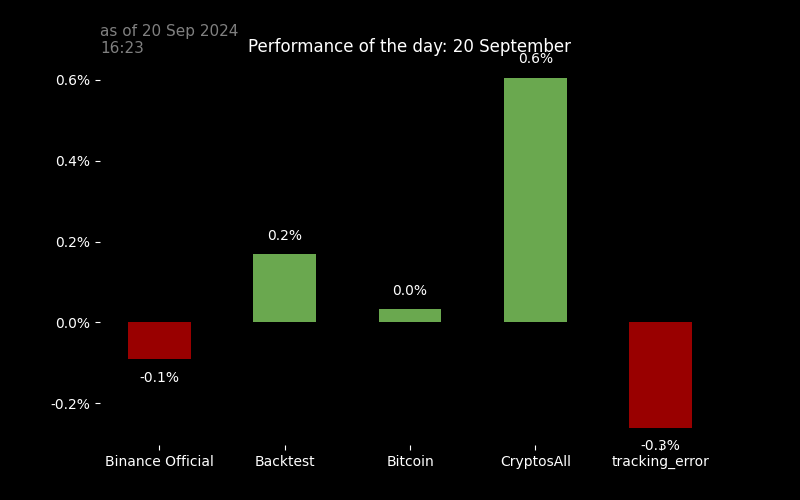 as of 20 Sep 2024
16:23
Performance of the day: 20 September
0.6%
0.6%
0.4%
0.2%
0.2%
0.0%
0.0%
-0.1%
-0.2%
-0.3%
Binance Official
Backtest
Bitcoin
CryptosAll
tracking_error